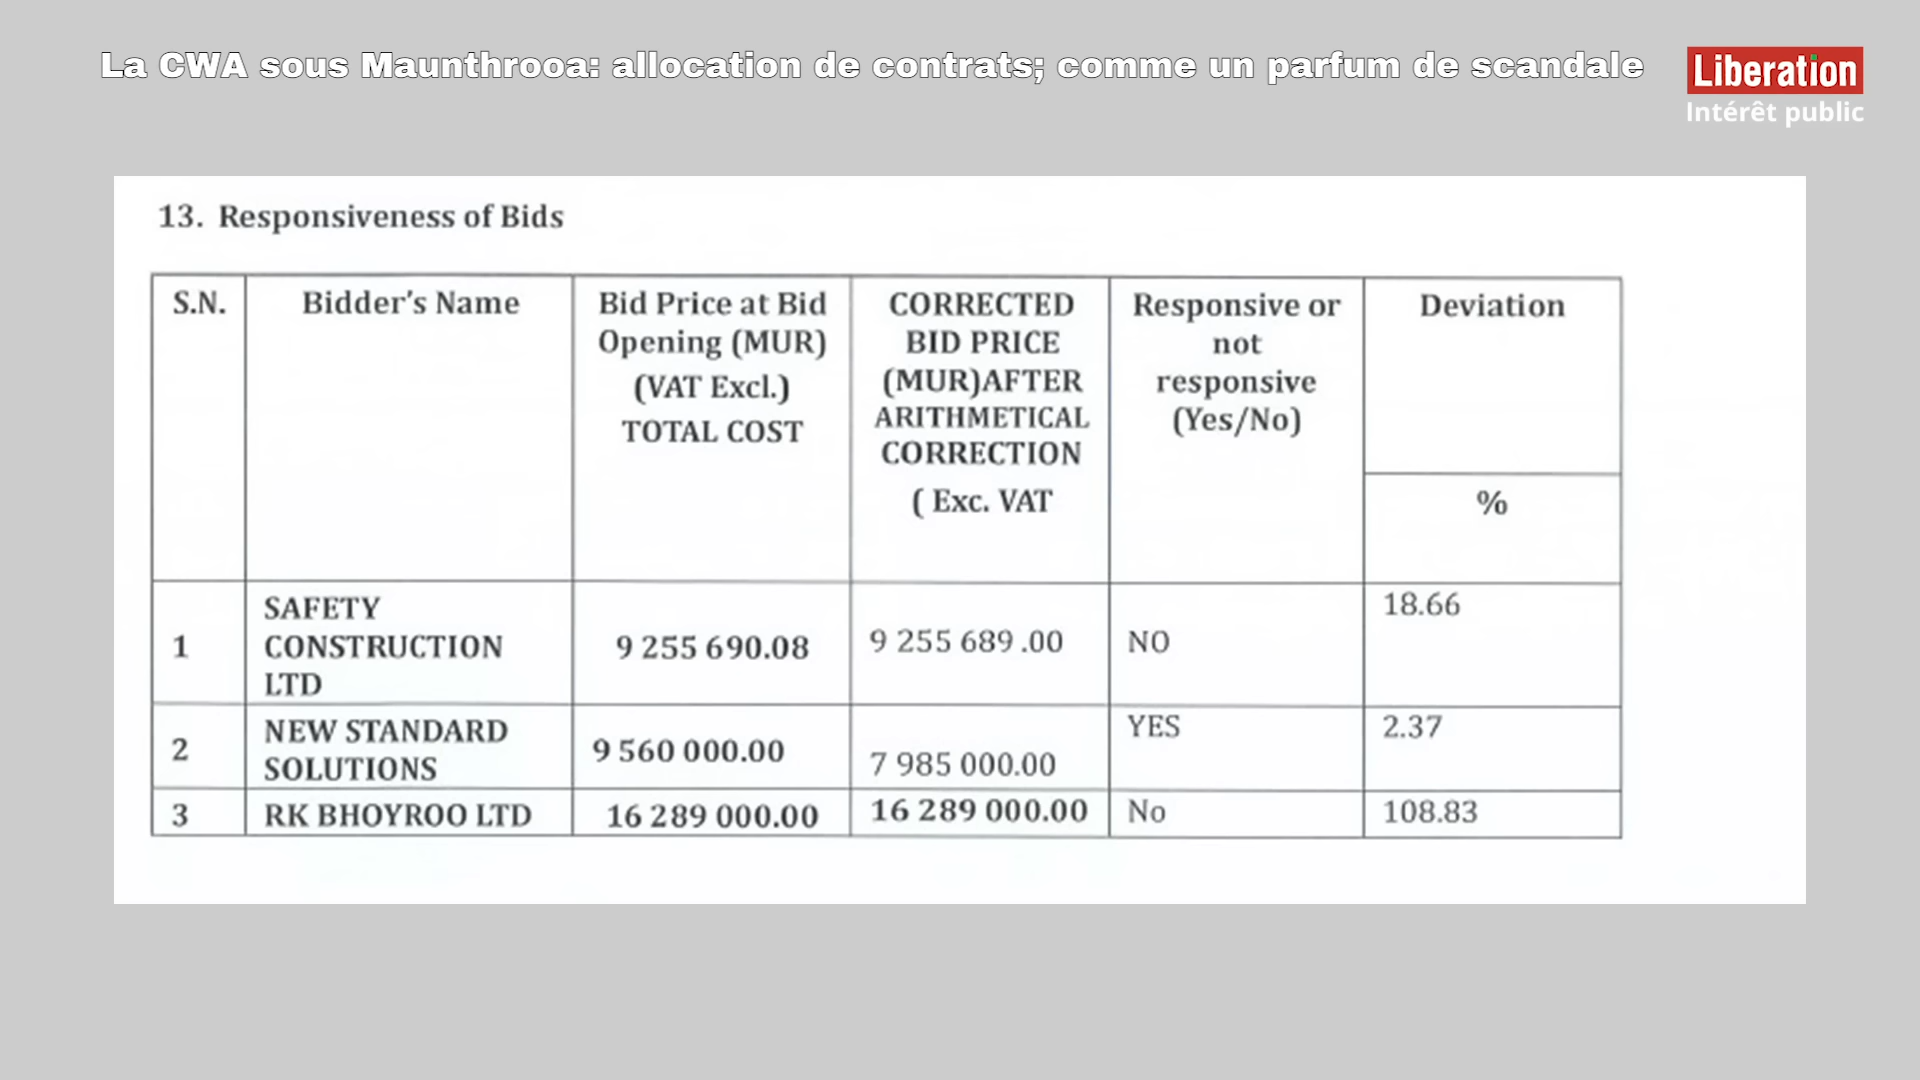 La CWA sous Maunthrooa: allocation de contrats; comme un parfum de scandale
Liberation
Intérêt public
13. Responsiveness of Bids
S.N.
Bidder's Name
Bid Price at Bid
Opening (MUR)
(VAT Excl.)
TOTAL COST
CORRECTED
BID PRICE
(MUR)AFTER
ARITHMETICAL
CORRECTION
( Exc. VAT
Responsive or
not
responsive
(Yes/No)
Deviation
%
1
SAFETY
CONSTRUCTION
LTD
9 255 690.08
9 255 689 .00
NO
18.66
2
NEW STANDARD
SOLUTIONS
9 560 000.00
7 985 000.00
YES
2.37
3
RK BHOYROO LTD
16 289 000.00
16 289 000.00
No
108.83